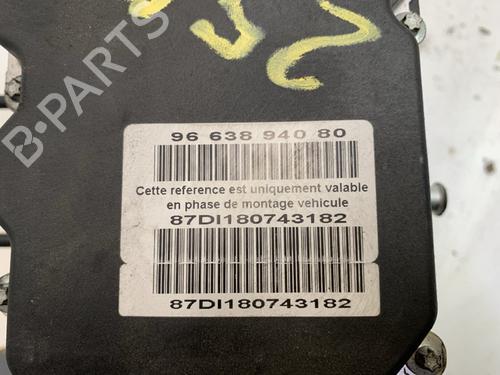 B-PARTS
96 638 940 80
Cette reference est uniquement valable
en phase de montage vehicule
87DI180743182
87DI180743182